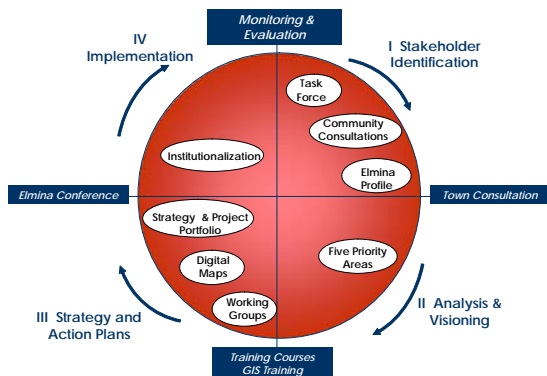 Monitoring &
Evaluation
IV
Implementation
I Stakeholder
Identification
Task
Force
Community
Consultations
Institutionalization
Elmina
Profile
Elmina Conference
Town Consultation
Strategy & Project
Portfolio
Five Priority
Areas
Digital
Maps
Working
Groups
III Strategy and
Action Plans
II Analysis &
Visioning
Training Courses
GIS Training